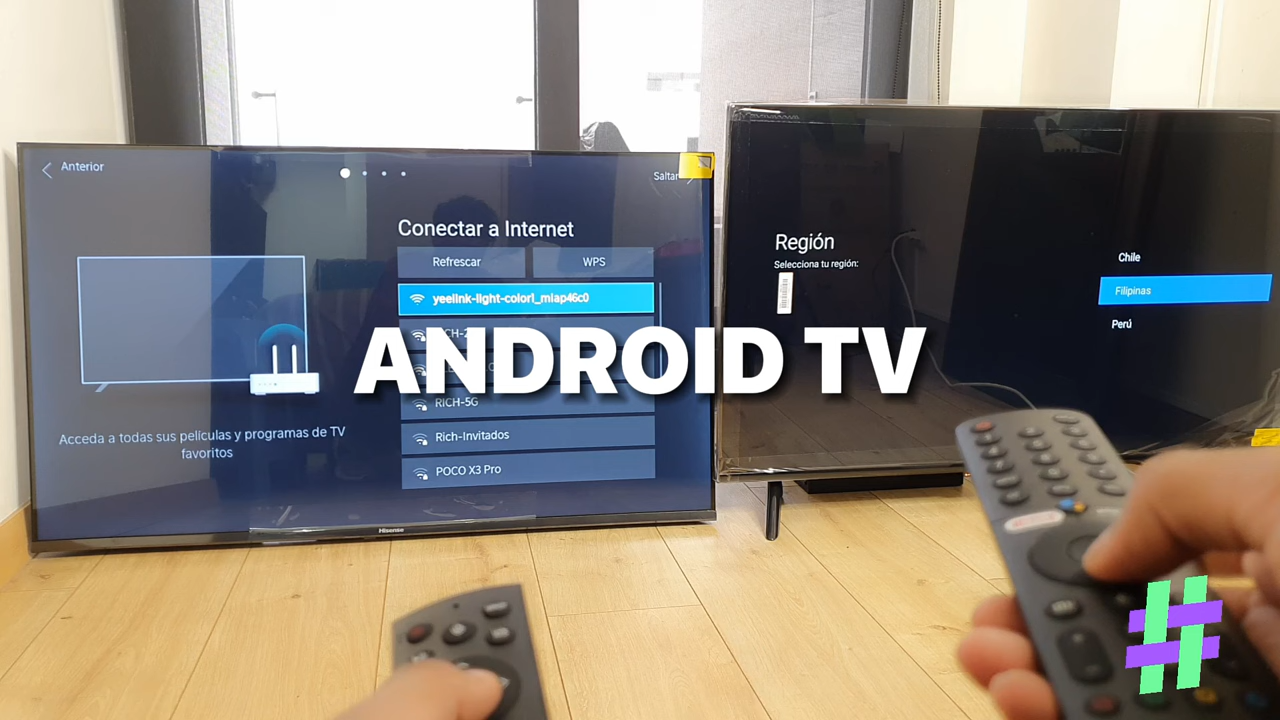 Anterior
Saltar
Conectar a Internet
Refrescar
WPS
yeelink-light-color1_miap46c0
RICH-5G
Rich-Invitados
POCO X3 Pro
Acceda a todas sus películas y programas de TV
favoritos
Hisense
Región
Selecciona tu región:
Chile
Filipinas
Perú
ANDROID TV